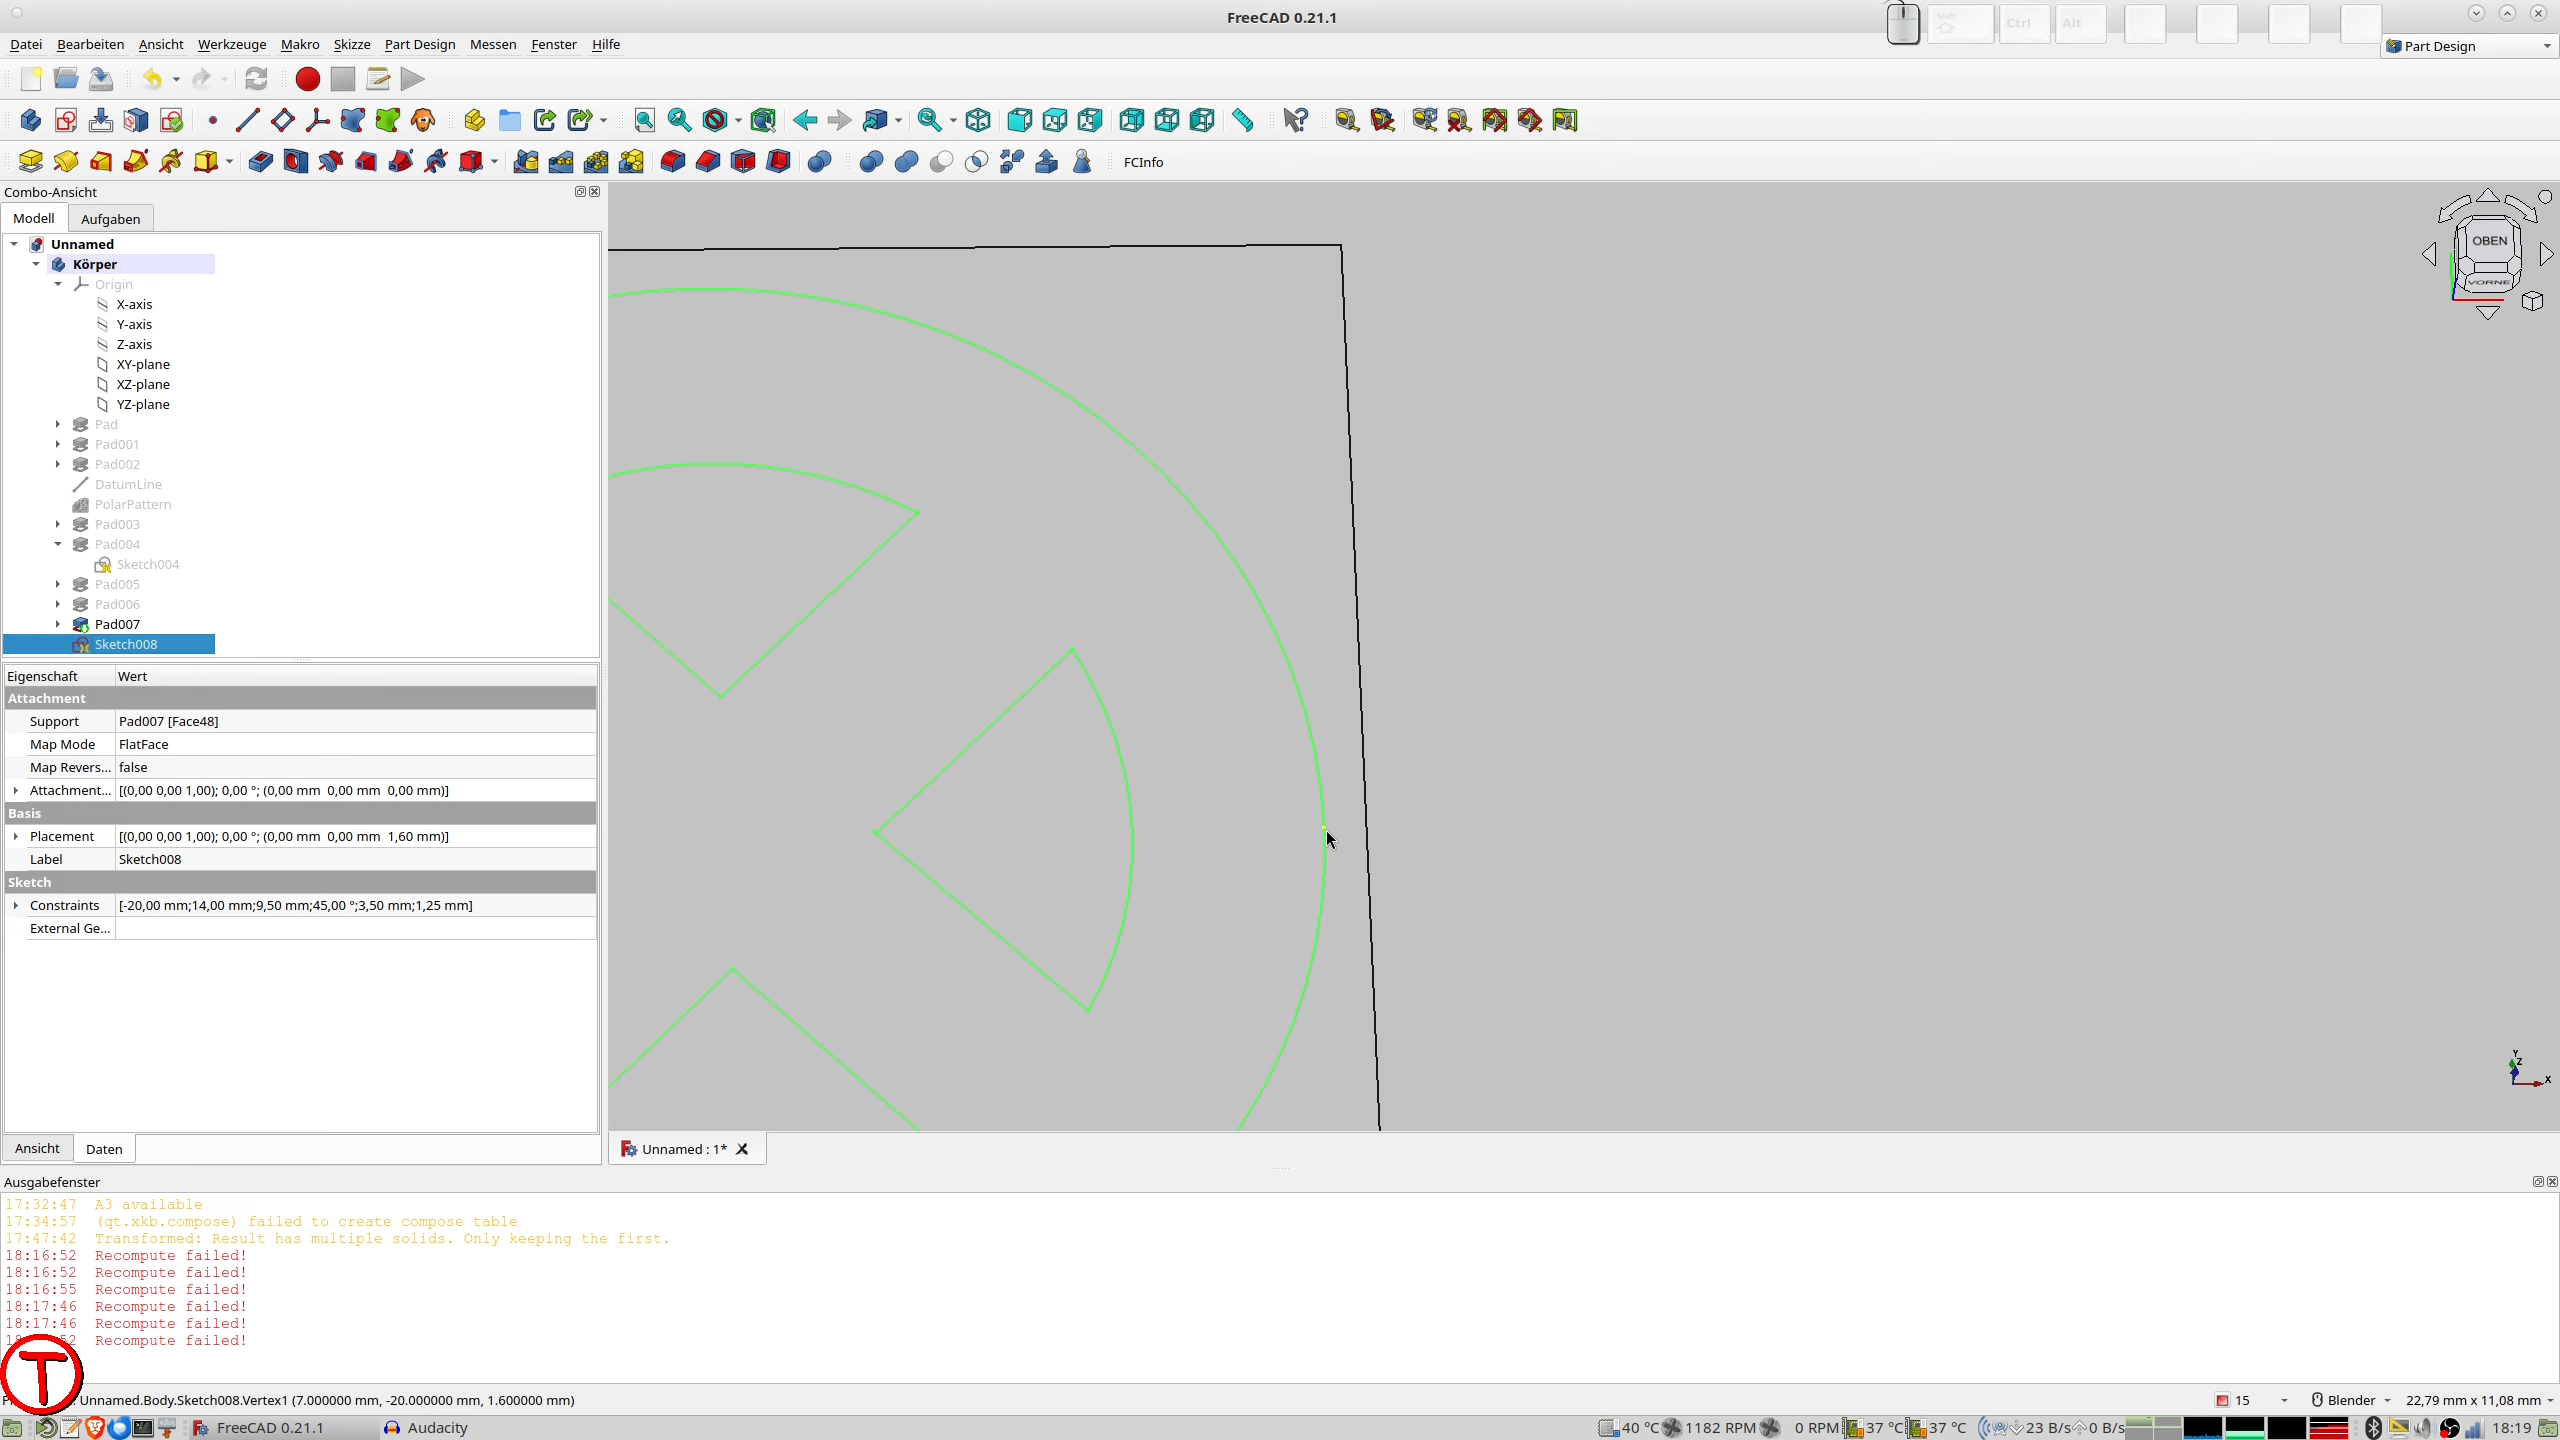 FreeCAD 0.21.1
Shift Ctrl Alt
Datei Bearbeiten Ansicht Werkzeuge Makro Skizze Part Design Messen Fenster Hilfe
Part Design
FCInfo
Combo-Ansicht
Modell Aufgaben
Unnamed
Körper
Origin
X-axis
Y-axis
Z-axis
XY-plane
XZ-plane
YZ-plane
Pad
Pad001
Pad002
DatumLine
PolarPattern
Pad003
Pad004
Sketch004
Pad005
Pad006
Pad007
Sketch008
Eigenschaft Wert
Attachment
Support Pad007 [Face48]
Map Mode FlatFace
Map Revers... false
Attachment... [(0,00 0,00 1,00); 0,00 °; (0,00 mm 0,00 mm 0,00 mm)]
Basis
Placement [(0,00 0,00 1,00); 0,00 °; (0,00 mm 0,00 mm 1,60 mm)]
Label Sketch008
Sketch
Constraints [-20,00 mm;14,00 mm;9,50 mm;45,00 °;3,50 mm;1,25 mm]
External Ge...
Ansicht Daten
OBEN
VORNE
Y
Z
X
Unnamed : 1*
Ausgabefenster
17:32:47 A3 available
17:34:57 (qt.xkb.compose) failed to create compose table
17:47:42 Transformed: Result has multiple solids. Only keeping the first.
18:16:52 Recompute failed!
18:16:52 Recompute failed!
18:16:55 Recompute failed!
18:17:46 Recompute failed!
18:17:46 Recompute failed!
Recompute failed!
T
Unnamed.Body.Sketch008.Vertex1 (7.000000 mm, -20.000000 mm, 1.600000 mm)
15 Blender 22,79 mm x 11,08 mm
FreeCAD 0.21.1 Audacity 40 °C 1182 RPM 0 RPM 37 °C 37 °C 23 B/s 0 B/s 18:19